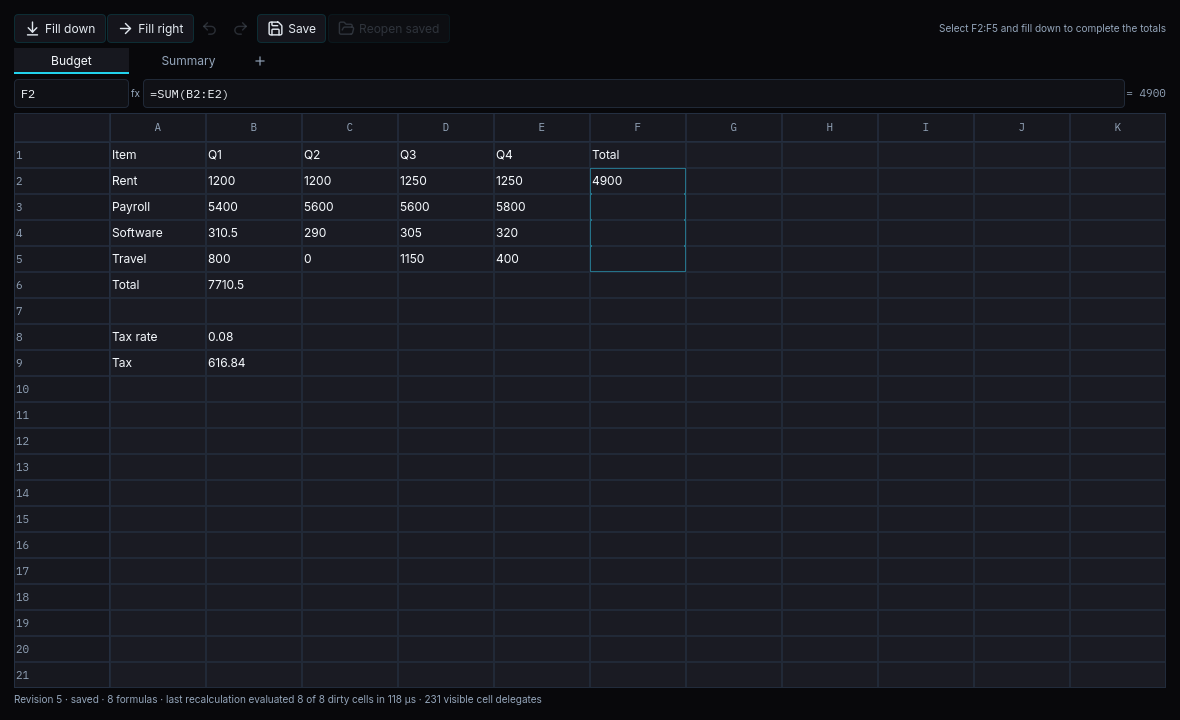 Fill down Fill right Save Reopen saved Select F2:F5 and fill down to complete the totals
Budget Summary +
F2 fx =SUM(B2:E2) = 4900
A B C D E F G H I J K
1 Item Q1 Q2 Q3 Q4 Total
2 Rent 1200 1200 1250 1250 4900
3 Payroll 5400 5600 5600 5800
4 Software 310.5 290 305 320
5 Travel 800 0 1150 400
6 Total 7710.5
7
8 Tax rate 0.08
9 Tax 616.84
10
11
12
13
14
15
16
17
18
19
20
21
Revision 5 · saved · 8 formulas · last recalculation evaluated 8 of 8 dirty cells in 118 µs · 231 visible cell delegates